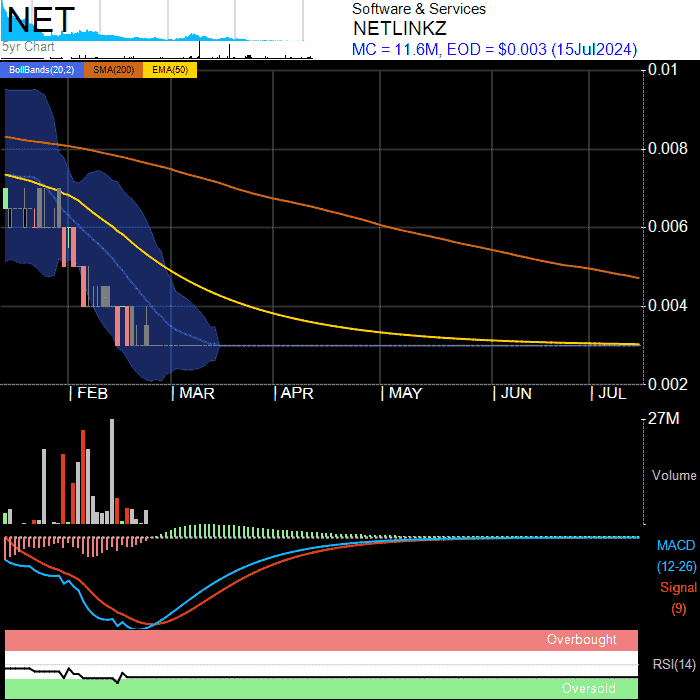 NET
5yr Chart
Software & Services
NETLINKZ
MC = 11.6M, EOD = $0.003 (15Jul2024)
BollBands(20,2) SMA(200) EMA(50)
0.01
0.008
0.006
0.004
0.002
FEB MAR APR MAY JUN JUL
27M
Volume
MACD
(12-26)
Signal
(9)
Overbought
RSI(14)
Oversold